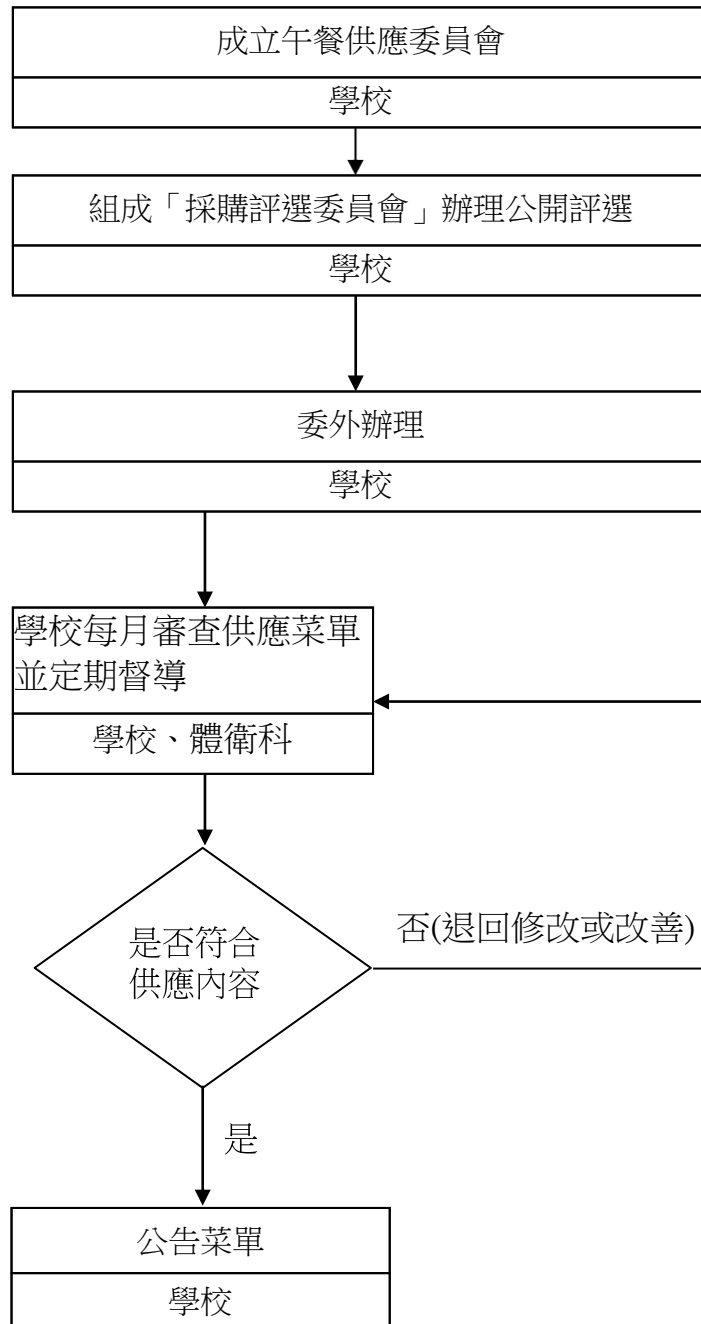 成立午餐供應委員會
學校
組成「採購評選委員會」辦理公開評選
學校
委外辦理
學校
學校每月審查供應菜單
並定期督導
學校、體衛科
是否符合
供應內容
否(退回修改或改善)
是
公告菜單
學校